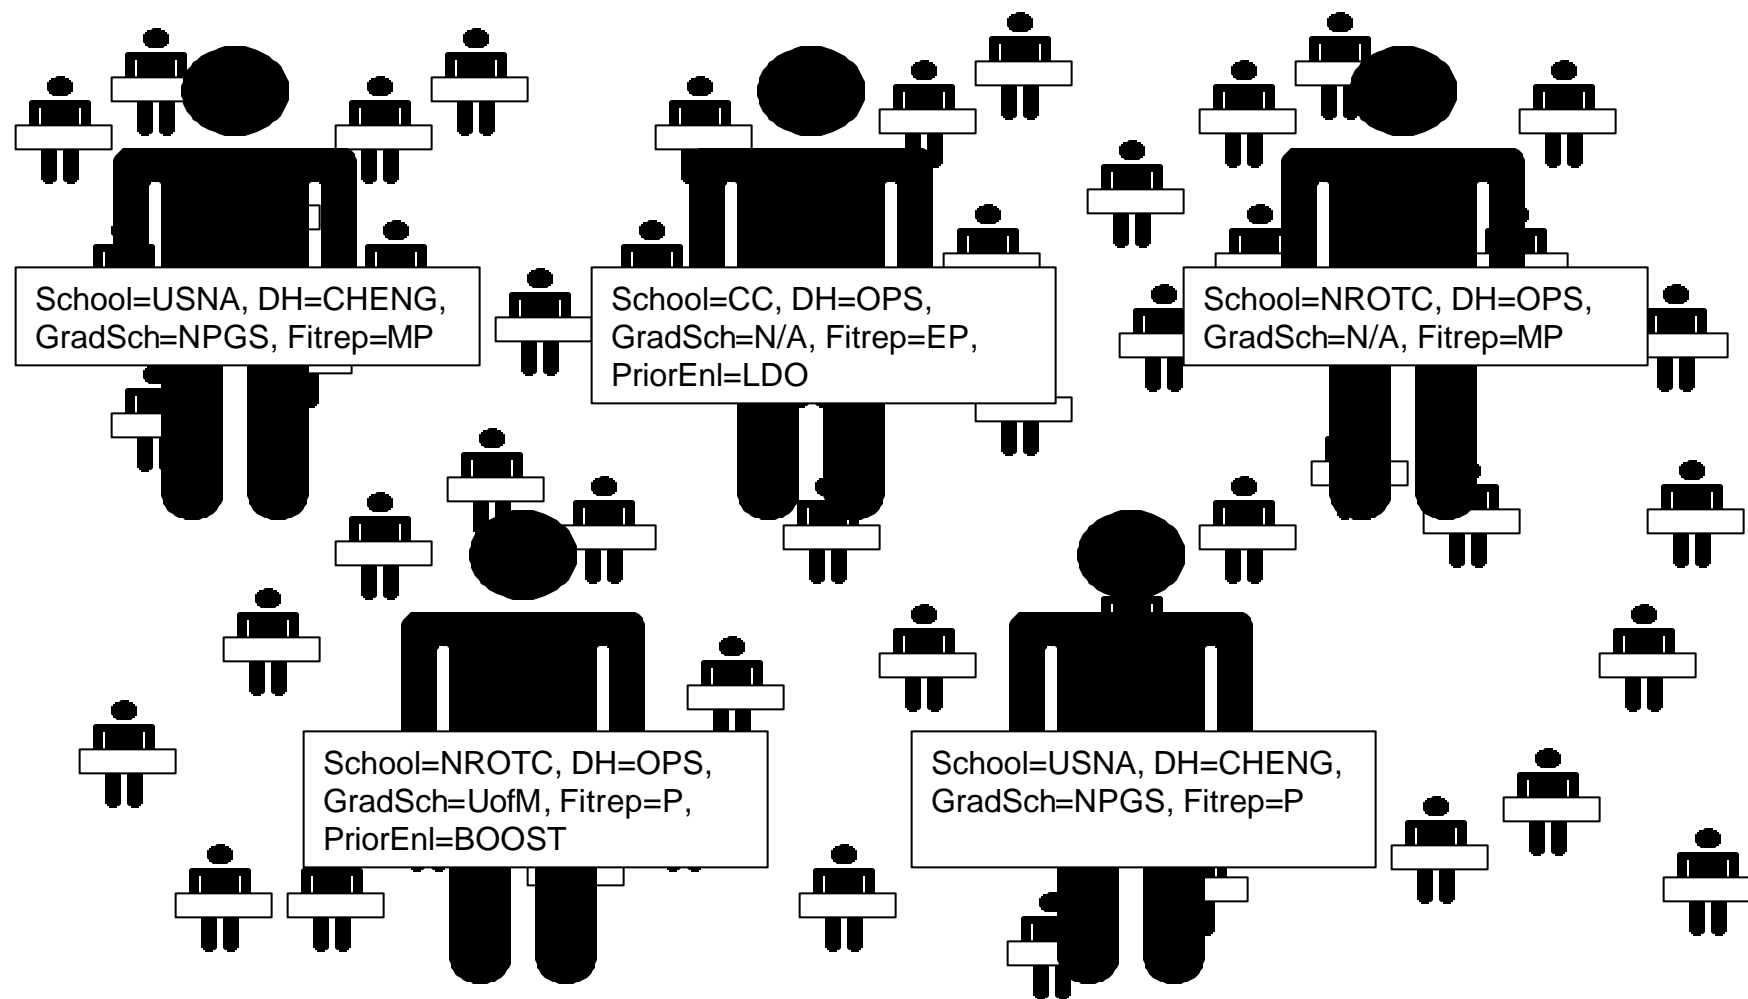 School=USNA, DH=CHENG,
GradSch=NPGS, Fitrep=MP
School=CC, DH=OPS,
GradSch=N/A, Fitrep=EP,
PriorEnl=LDO
School=NROTC, DH=OPS,
GradSch=N/A, Fitrep=MP
School=NROTC, DH=OPS,
GradSch=UofM, Fitrep=P,
PriorEnl=BOOST
School=USNA, DH=CHENG,
GradSch=NPGS, Fitrep=P